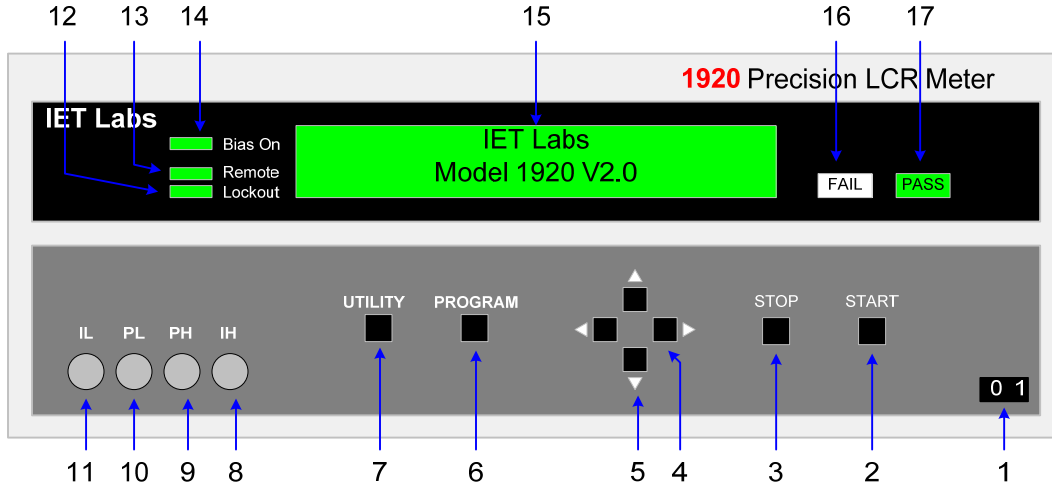 12 13 14 15 16 17
1920 Precision LCR Meter
IET Labs
Bias On
Remote
Lockout
IET Labs
Model 1920 V2.0
FAIL PASS
UTILITY PROGRAM
STOP START
IL PL PH IH
0 1
11 10 9 8 7 6 5 4 3 2 1